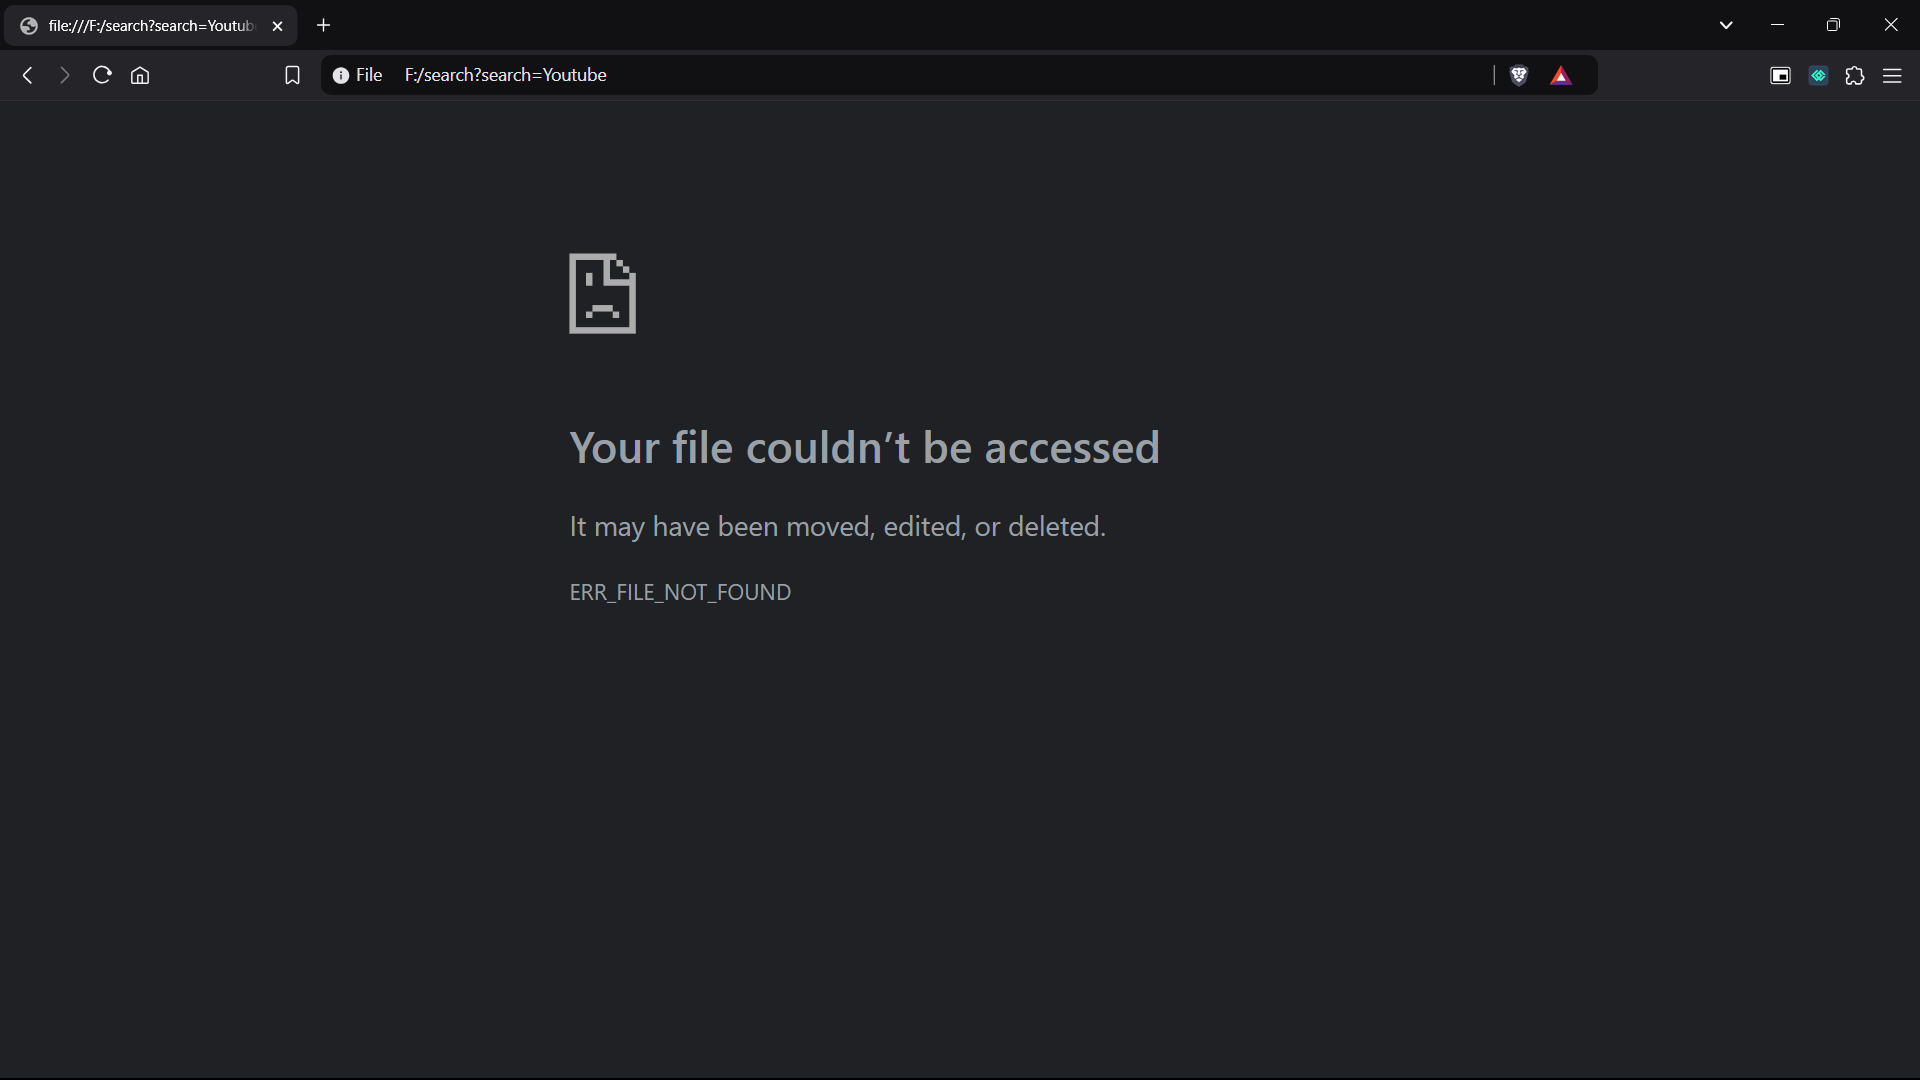 file:///F:/search?search=Youtub
File F:/search?search=Youtube
Your file couldn’t be accessed
It may have been moved, edited, or deleted.
ERR_FILE_NOT_FOUND